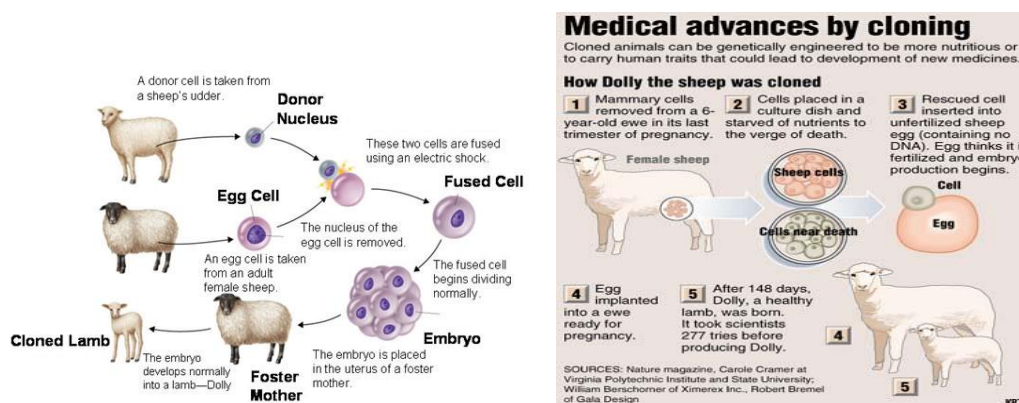 A donor cell is taken from
a sheep's udder.
Donor
Nucleus
These two cells are fused
using an electric shock.
Fused Cell
Egg Cell
The nucleus of the
egg cell is removed.
An egg cell is taken
from an adult
female sheep.
The fused cell
begins dividing
normally.
Cloned Lamb
Embryo
The embryo
develops normally
into a lamb—Dolly
Foster
Mother
The embryo is placed
in the uterus of a foster
mother.
Medical advances by cloning
Cloned animals can be genetically engineered to be more nutritious or
to carry human traits that could lead to development of new medicines.
How Dolly the sheep was cloned
1 Mammary cells
removed from a 6-
year-old ewe in its last
trimester of pregnancy.
2 Cells placed in a
culture dish and
starved of nutrients to
the verge of death.
3 Rescued cell
inserted into
unfertilized sheep
egg (containing no
DNA). Egg thinks it i
fertilized and embry
production begins.
Female sheep
Sheep cells
Cells near death
Cell
Egg
4 Egg
implanted
into a ewe
ready for
pregnancy.
5 After 148 days,
Dolly, a healthy
lamb, was born.
It took scientists
277 tries before
producing Dolly.
4
5
SOURCES: Nature magazine, Carole Cramer at
Virginia Polytechnic Institute and State University;
William Berschorner of Ximerex Inc., Robert Bremel
of Gala Design